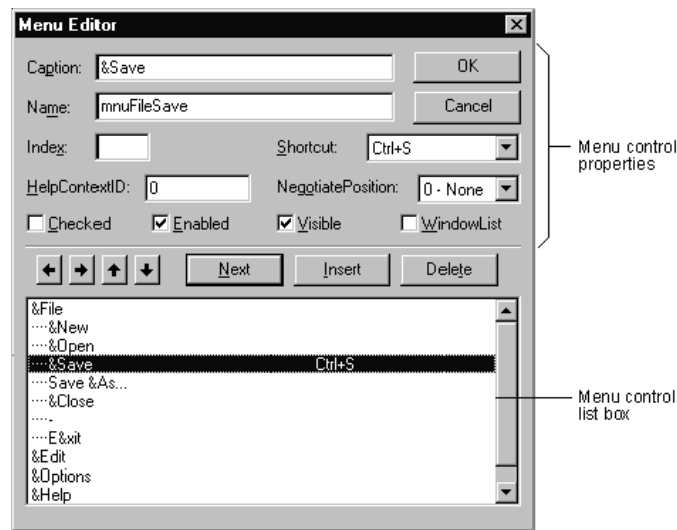 Menu Editor
Caption: &Save
OK
Name: mnuFileSave
Cancel
Index:
Shortcut: Ctrl+S
HelpContextID: 0
NegotiatePosition: 0 - None
Checked
Enabled
Visible
WindowList
Next
Insert
Delete
&File
····&New
····&Open
····&Save Ctrl+S
····Save &As...
····&Close
····-
····E&xit
&Edit
&Options
&Help
Menu control
properties
Menu control
list box